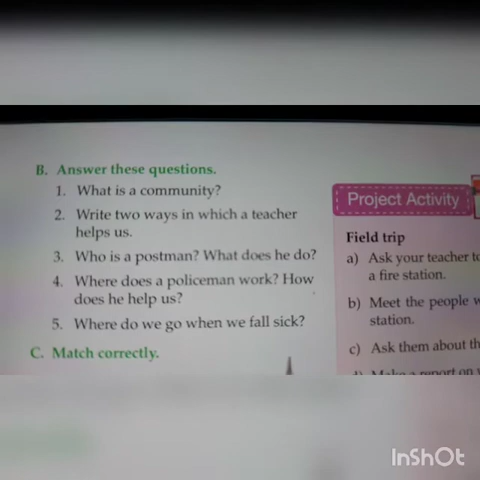 B. Answer these questions.
1. What is a community?
2. Write two ways in which a teacher
helps us.
3. Who is a postman? What does he do?
4. Where does a policeman work? How
does he help us?
5. Where do we go when we fall sick?
C. Match correctly.
Project Activity
Field trip
a) Ask your teacher
a fire station.
b) Meet the people
station.
c) Ask them about
d) Make a report on
InShOt